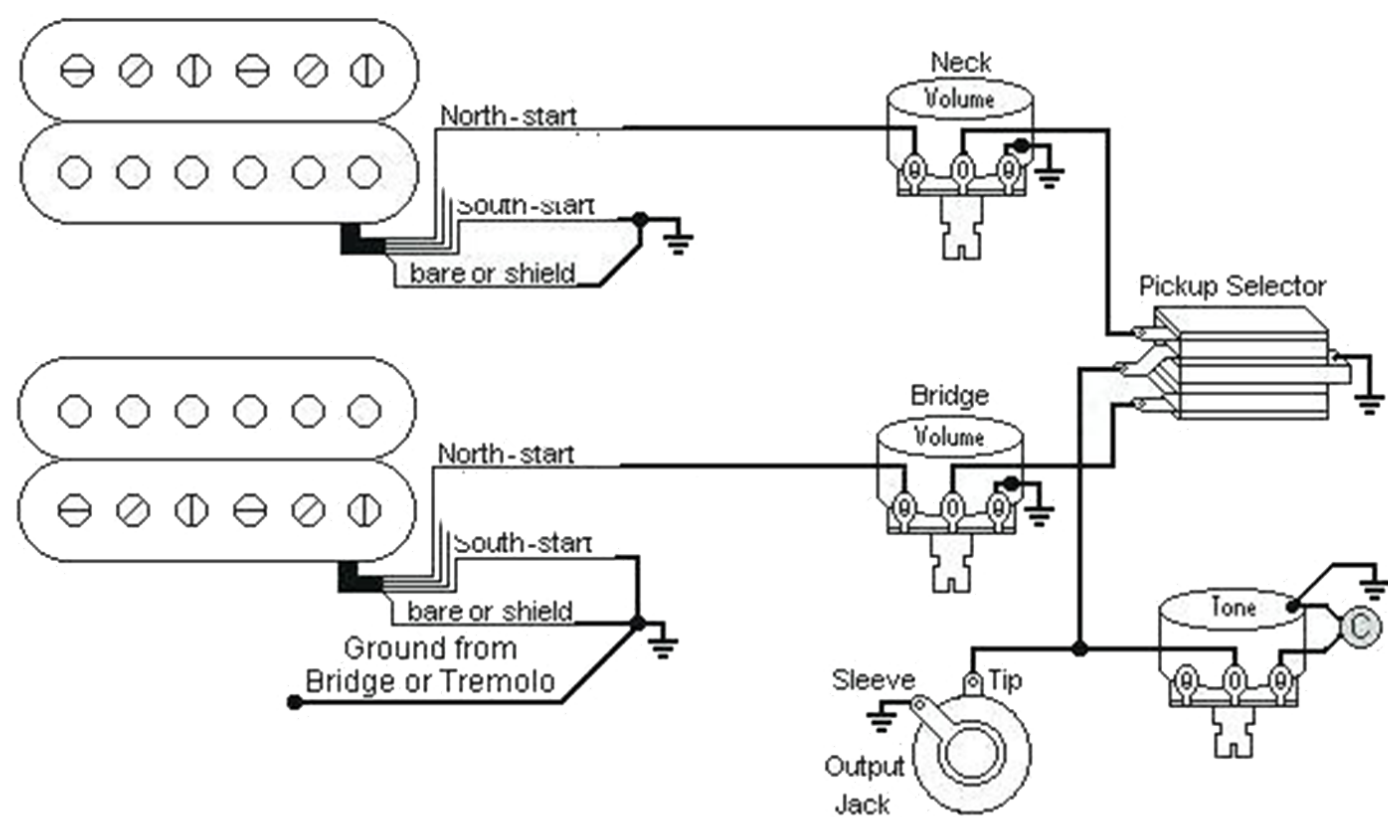 Neck
Volume
North-start
South-start
bare or shield
Pickup Selector
Bridge
Volume
North-start
South-start
bare or shield
Ground from
Bridge or Tremolo
Tone
C
Sleeve
Tip
Output
Jack